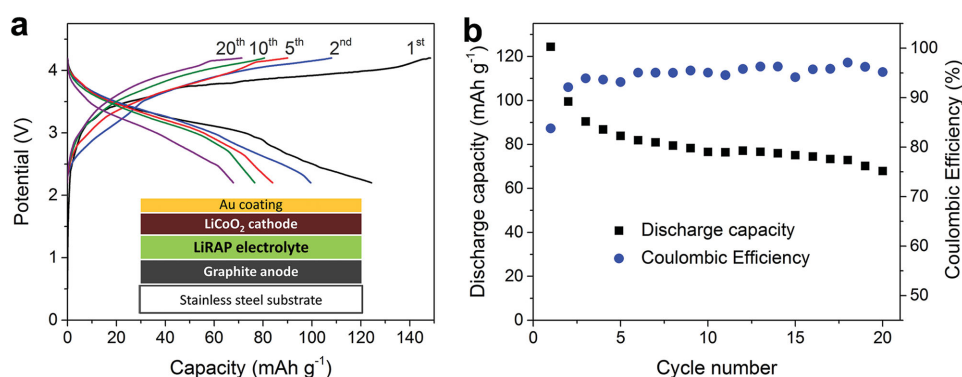 a
20th 10th 5th 2nd 1st
Potential (V)
5
4
3
2
1
0
0 20 40 60 80 100 120 140
Capacity (mAh g-1)
Au coating
LiCoO2 cathode
LiRAP electrolyte
Graphite anode
Stainless steel substrate
b
Discharge capacity (mAh g-1)
120
100
80
60
40
20
0
0 5 10 15 20
Cycle number
Discharge capacity
Coulombic Efficiency
100
90
80
70
60
50
Coulombic Efficiency (%)